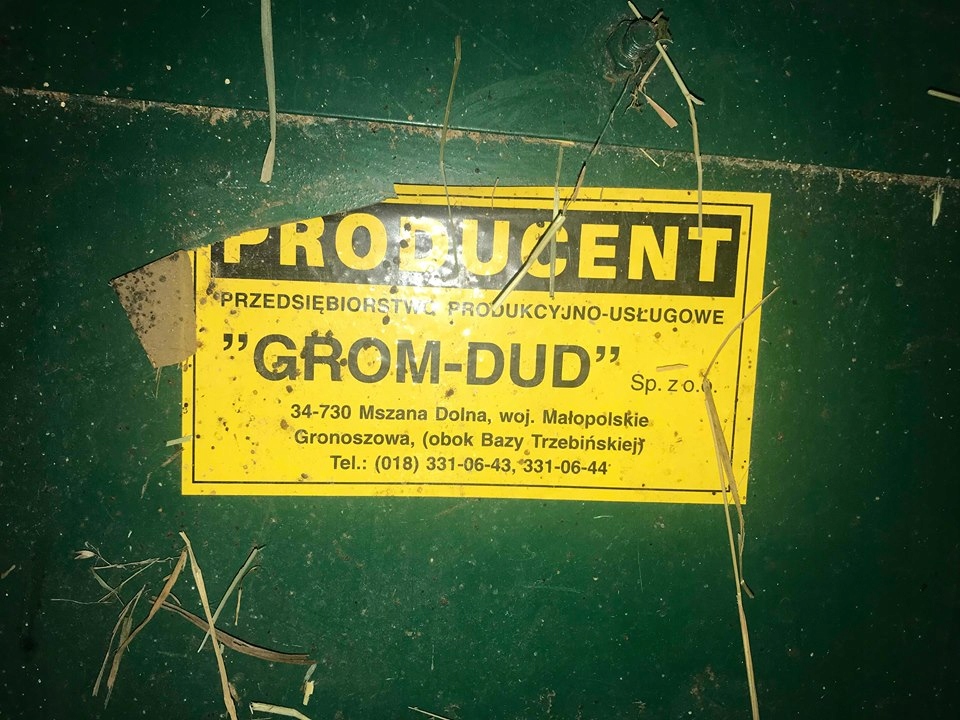 PRODUCENT
PRZEDSIĘBIORSTWO PRODUKCYJNO-USŁUGOWE
"GROM-DUD" Sp. z o.o.
34-730 Mszana Dolna, woj. Małopolskie
Gronoszowa, (obok Bazy Trzebińskiej)
Tel.: (018) 331-06-43, 331-06-44